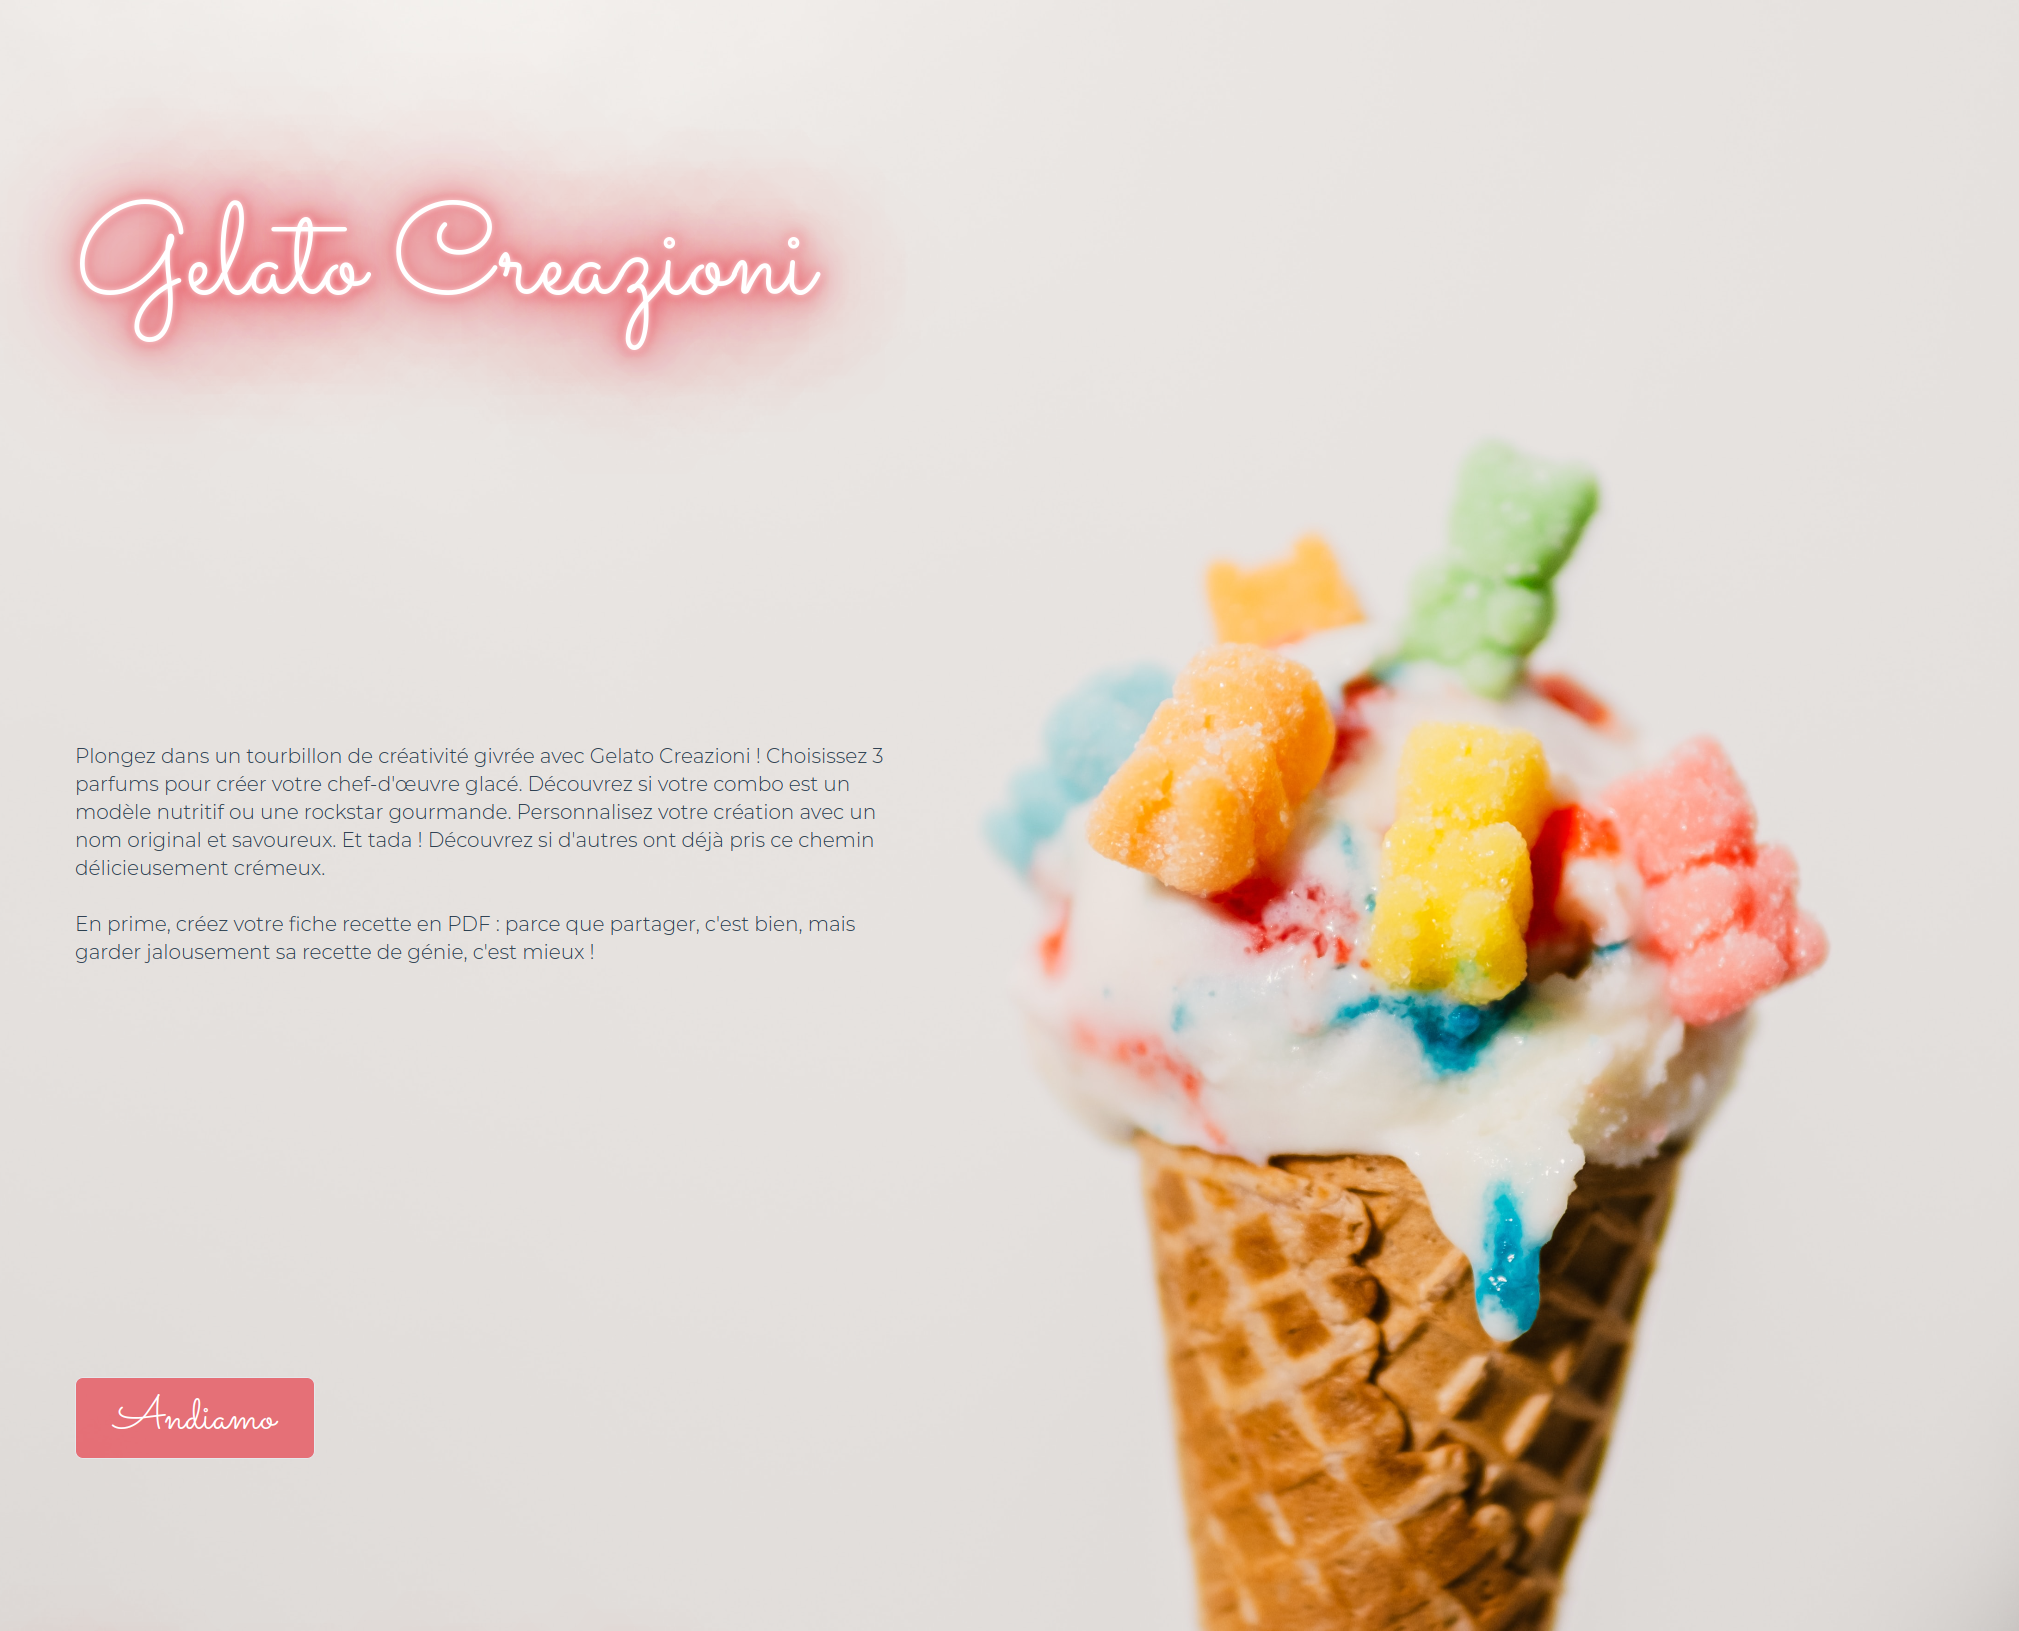 Gelato Creazioni
Plongez dans un tourbillon de créativité givrée avec Gelato Creazioni ! Choisissez 3
parfums pour créer votre chef-d'œuvre glacé. Découvrez si votre combo est un
modèle nutritif ou une rockstar gourmande. Personnalisez votre création avec un
nom original et savoureux. Et tada ! Découvrez si d'autres ont déjà pris ce chemin
délicieusement crémeux.
En prime, créez votre fiche recette en PDF : parce que partager, c'est bien, mais
garder jalousement sa recette de génie, c'est mieux !
Andiamo